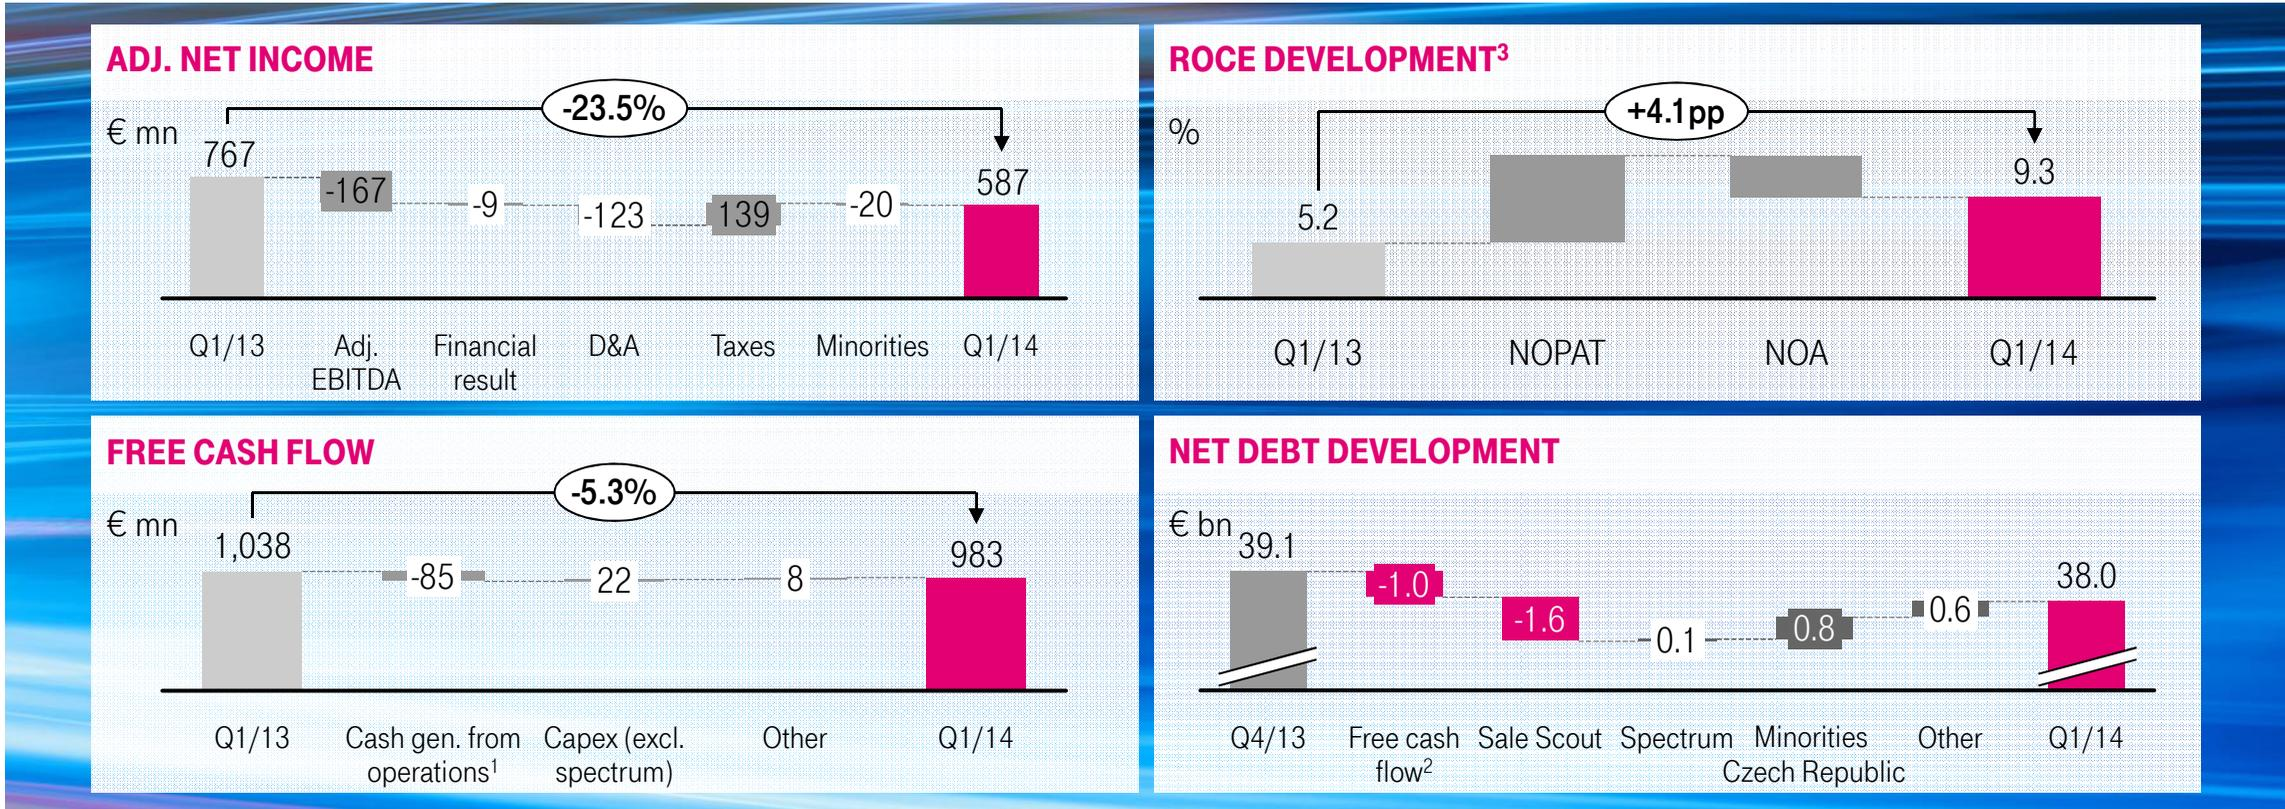 ADJ. NET INCOME
-23.5%
€ mn
767
-167
-9
-123
139
-20
587
Q1/13
Adj.
EBITDA
Financial
result
D&A
Taxes
Minorities
Q1/14
ROCE DEVELOPMENT³
+4.1pp
%
5.2
9.3
Q1/13
NOPAT
NOA
Q1/14
FREE CASH FLOW
-5.3%
€ mn
1,038
-85
22
8
983
Q1/13
Cash gen. from
operations¹
Capex (excl.
spectrum)
Other
Q1/14
NET DEBT DEVELOPMENT
€ bn
39.1
-1.0
-1.6
0.1
0.8
0.6
38.0
Q4/13
Free cash
flow²
Sale Scout
Spectrum
Minorities
Czech Republic
Other
Q1/14